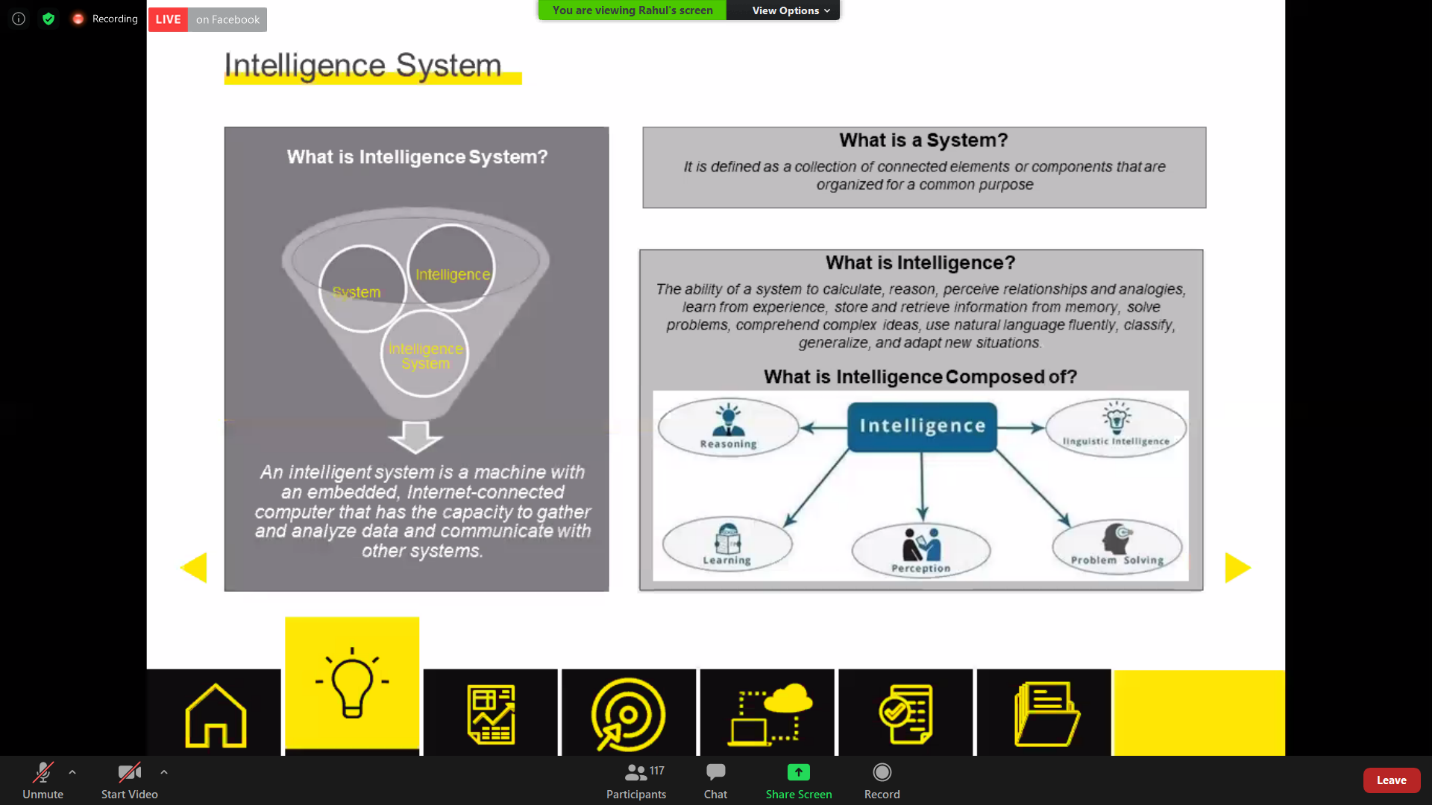 Recording
LIVE on Facebook
You are viewing Rahul's screen
View Options
Intelligence System
What is Intelligence System?
System
Intelligence
Intelligence
System
An intelligent system is a machine with
an embedded, Internet-connected
computer that has the capacity to gather
and analyze data and communicate with
other systems.
What is a System?
It is defined as a collection of connected elements or components that are
organized for a common purpose
What is Intelligence?
The ability of a system to calculate, reason, perceive relationships and analogies,
learn from experience, store and retrieve information from memory, solve
problems, comprehend complex ideas, use natural language fluently, classify,
generalize, and adapt new situations.
What is Intelligence Composed of?
Intelligence
Reasoning
linguistic Intelligence
Learning
Perception
Problem Solving
Unmute
Start Video
117
Participants
Chat
Share Screen
Record
Leave